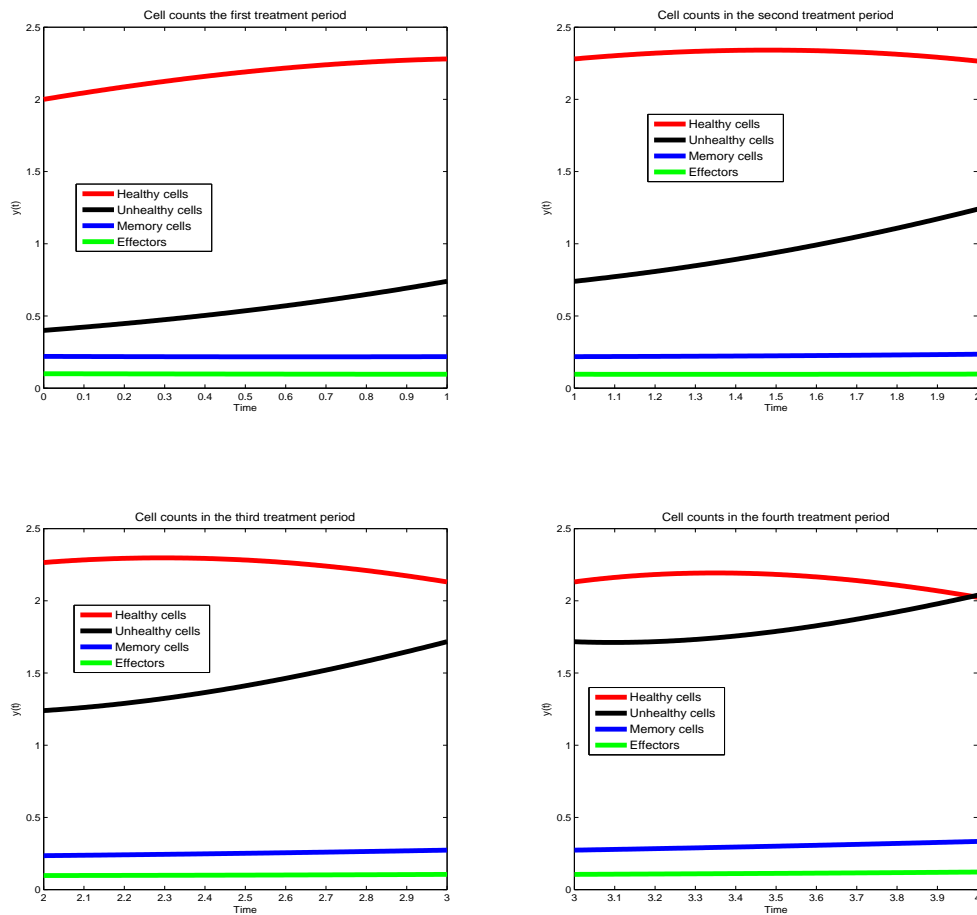 Cell counts the first treatment period
2.5
2
1.5
1
0.5
0
y(t)
Healthy cells
Unhealthy cells
Memory cells
Effectors
0 0.1 0.2 0.3 0.4 0.5 0.6 0.7 0.8 0.9 1
Time
Cell counts in the second treatment period
2.5
2
1.5
1
0.5
0
y(t)
Healthy cells
Unhealthy cells
Memory cells
Effectors
1 1.1 1.2 1.3 1.4 1.5 1.6 1.7 1.8 1.9 2
Time
Cell counts in the third treatment period
2.5
2
1.5
1
0.5
0
y(t)
Healthy cells
Unhealthy cells
Memory cells
Effectors
2 2.1 2.2 2.3 2.4 2.5 2.6 2.7 2.8 2.9 3
Time
Cell counts in the fourth treatment period
2.5
2
1.5
1
0.5
0
y(t)
Healthy cells
Unhealthy cells
Memory cells
Effectors
3 3.1 3.2 3.3 3.4 3.5 3.6 3.7 3.8 3.9 4
Time